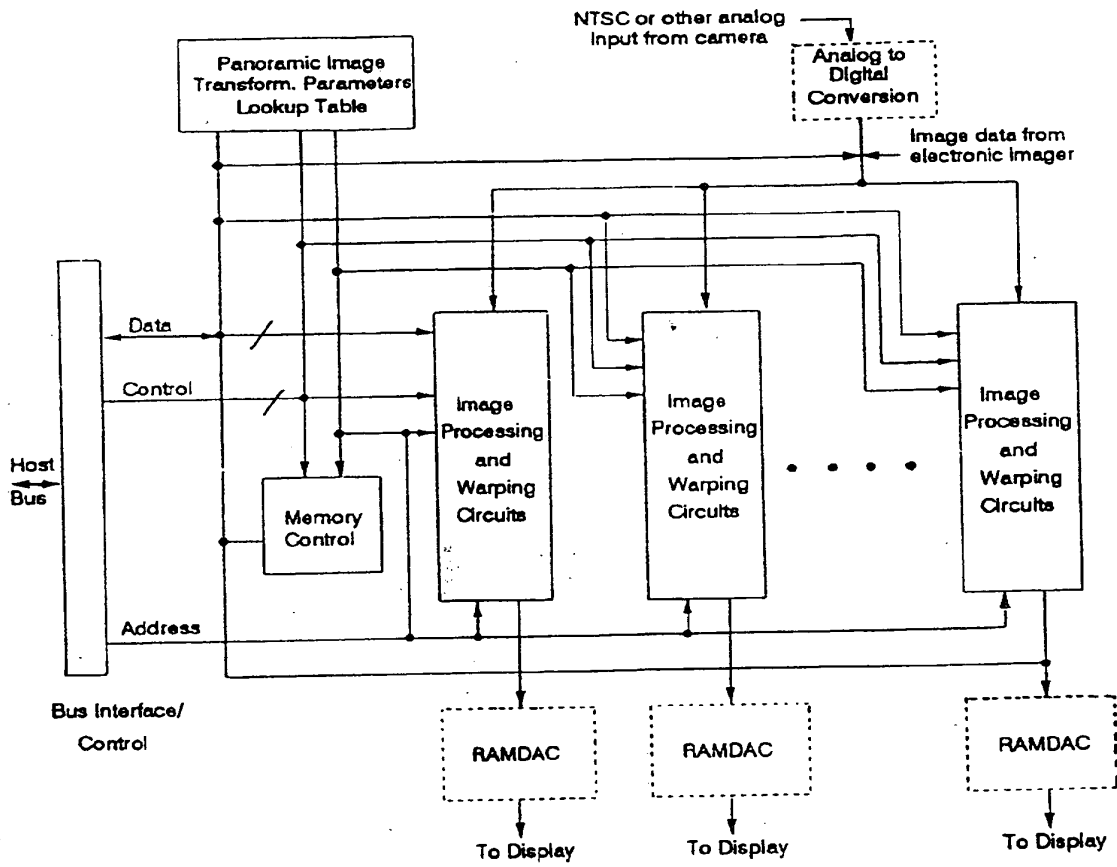 NTSC or other analog
Input from camera
Panoramic Image
Transform. Parameters
Lookup Table
Analog to
Digital
Conversion
Image data from
electronic imager
Data
Control
Host
Bus
Memory
Control
Address
Bus Interface/
Control
Image
Processing
and
Warping
Circuits
Image
Processing
and
Warping
Circuits
Image
Processing
and
Warping
Circuits
RAMDAC
RAMDAC
RAMDAC
To Display
To Display
To Display